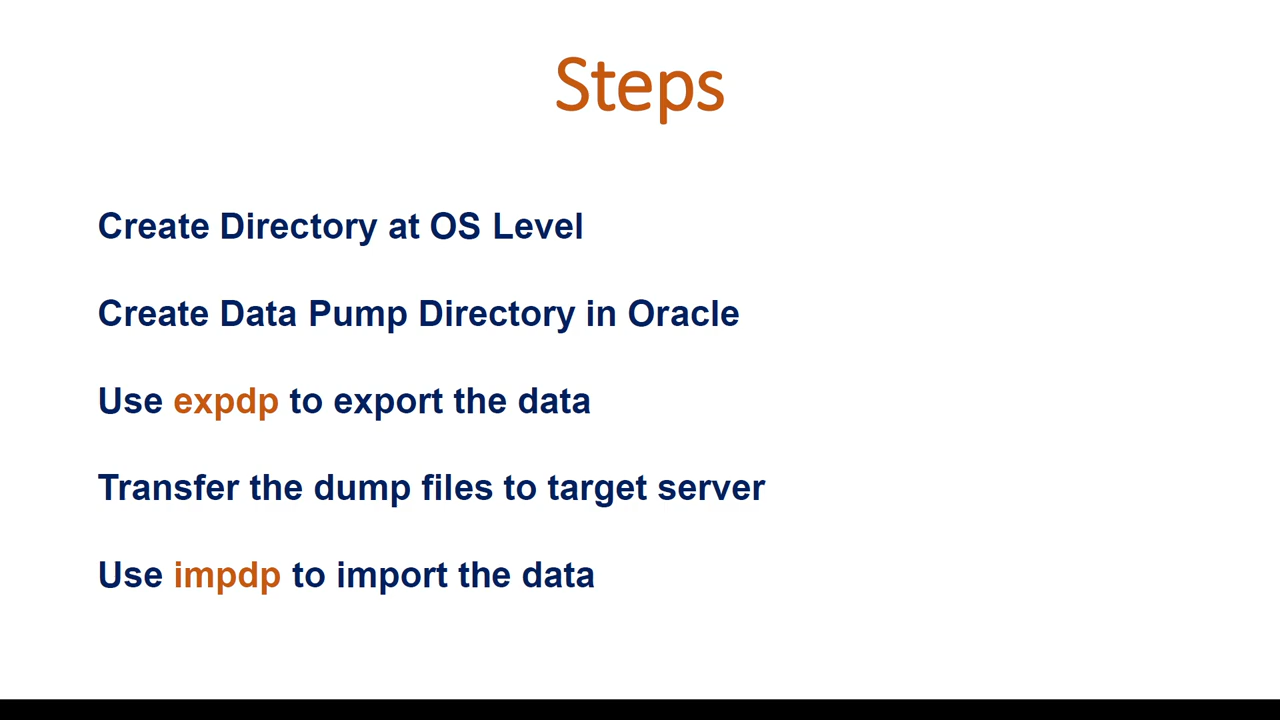 Steps
Create Directory at OS Level
Create Data Pump Directory in Oracle
Use expdp to export the data
Transfer the dump files to target server
Use impdp to import the data